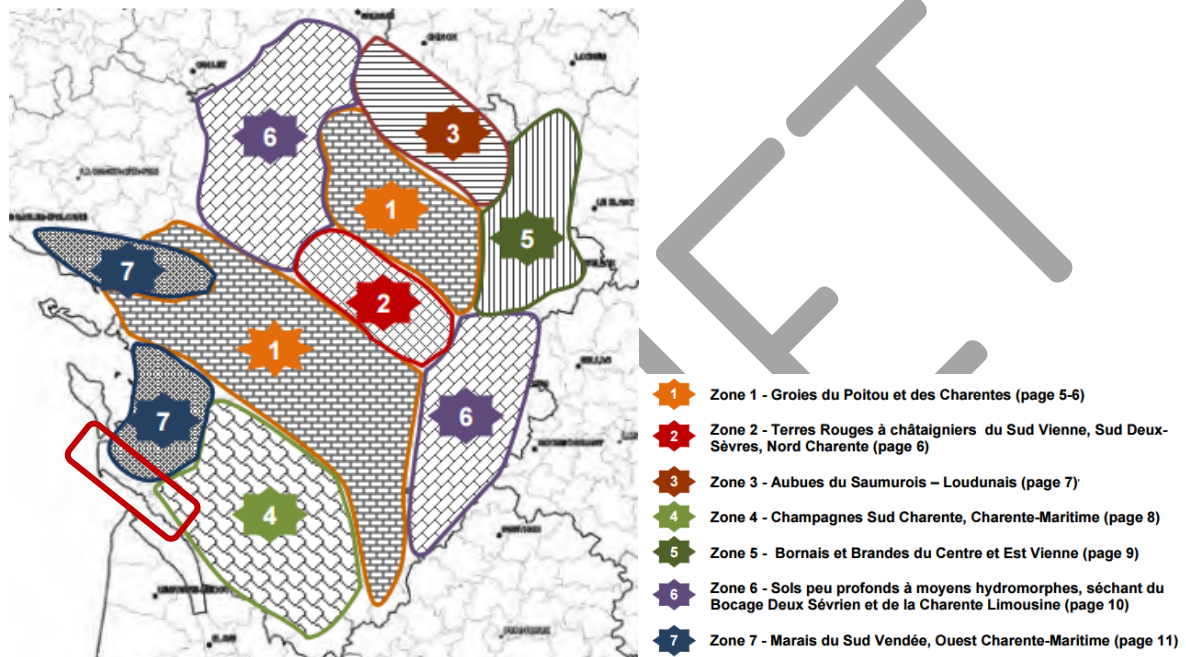 CHINON
LOCHES
CHOLLET
6
3
1
5
LE BLANC
7
2
1
7
6
4
1 Zone 1 - Groies du Poitou et des Charentes (page 5-6)
2 Zone 2 - Terres Rouges à châtaigniers du Sud Vienne, Sud Deux-
Sèvres, Nord Charente (page 6)
3 Zone 3 - Aubues du Saumurois – Loudunais (page 7)
4 Zone 4 - Champagnes Sud Charente, Charente-Maritime (page 8)
5 Zone 5 - Bornais et Brandes du Centre et Est Vienne (page 9)
6 Zone 6 - Sols peu profonds à moyens hydromorphes, séchant du
Bocage Deux Sévrien et de la Charente Limousine (page 10)
7 Zone 7 - Marais du Sud Vendée, Ouest Charente-Maritime (page 11)